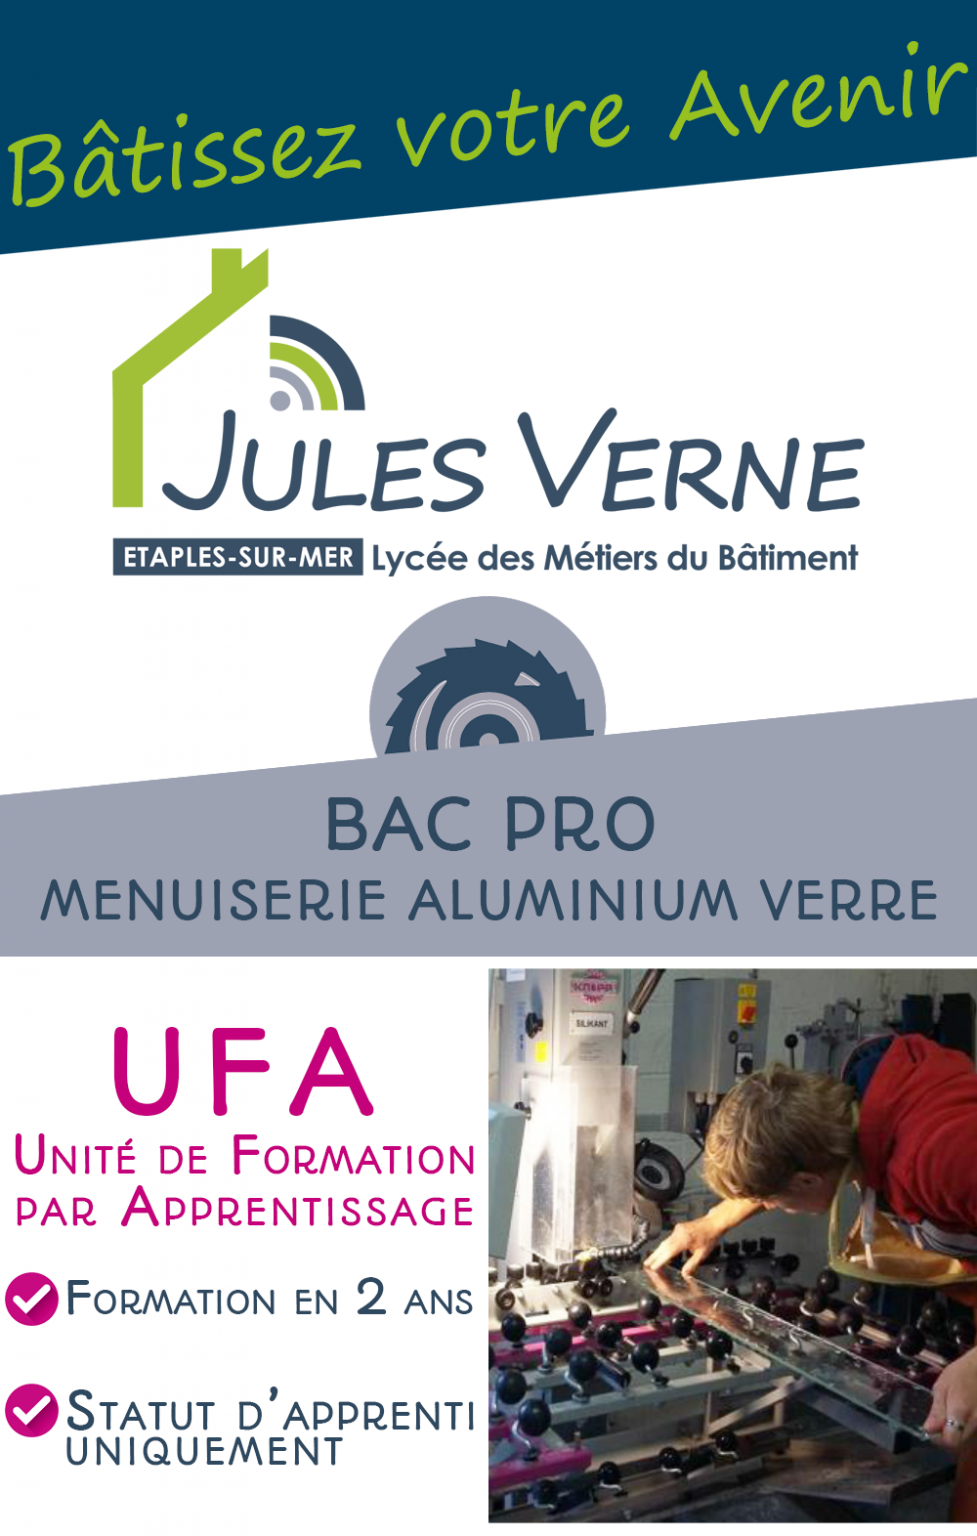 Bâtissez votre Avenir
JULES VERNE
ETAPLES-SUR-MER Lycée des Métiers du Bâtiment
BAC PRO
MENUISERIE ALUMINIUM VERRE
UFA
UNITÉ DE FORMATION
PAR APPRENTISSAGE
FORMATION EN 2 ANS
STATUT D'APPRENTI
UNIQUEMENT
SILIKANT